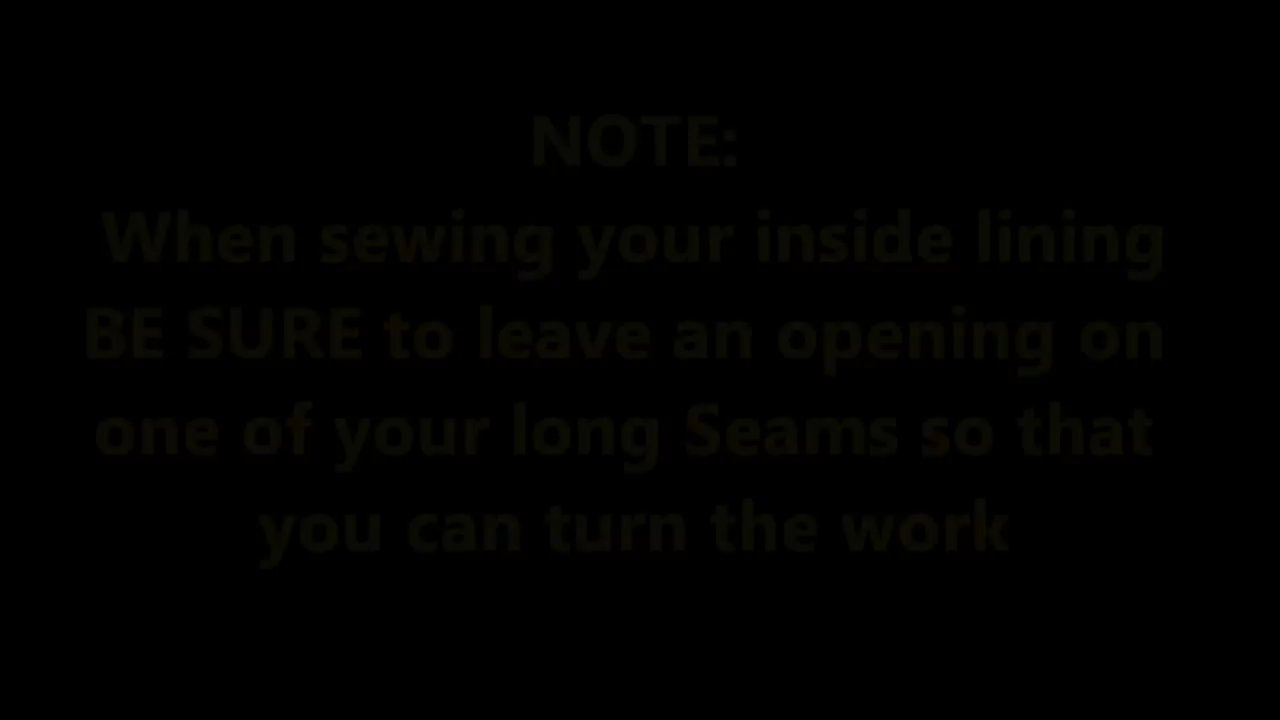 NOTE:
When sewing your inside lining
BE SURE to leave an opening on
one of your long Seams so that
you can turn the work